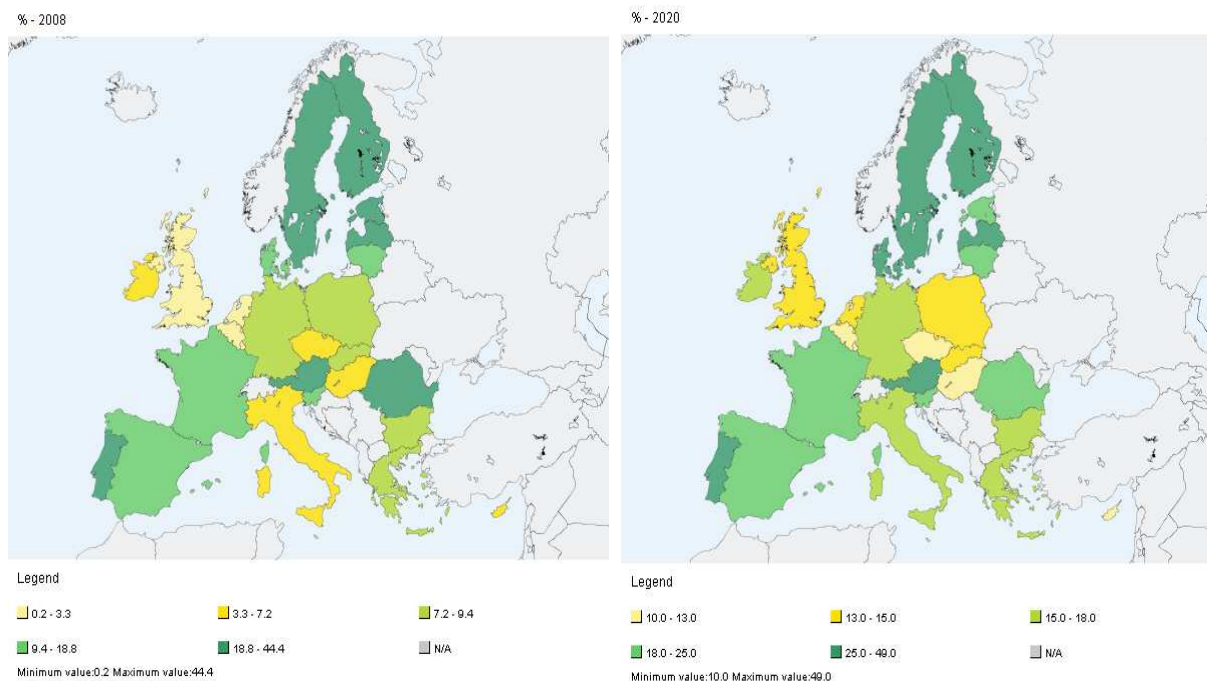 % - 2008
Legend
0.2 - 3.3
3.3 - 7.2
7.2 - 9.4
9.4 - 18.8
18.8 - 44.4
N/A
Minimum value:0.2 Maximum value:44.4
% - 2020
Legend
10.0 - 13.0
13.0 - 15.0
15.0 - 18.0
18.0 - 25.0
25.0 - 49.0
N/A
Minimum value:10.0 Maximum value:49.0